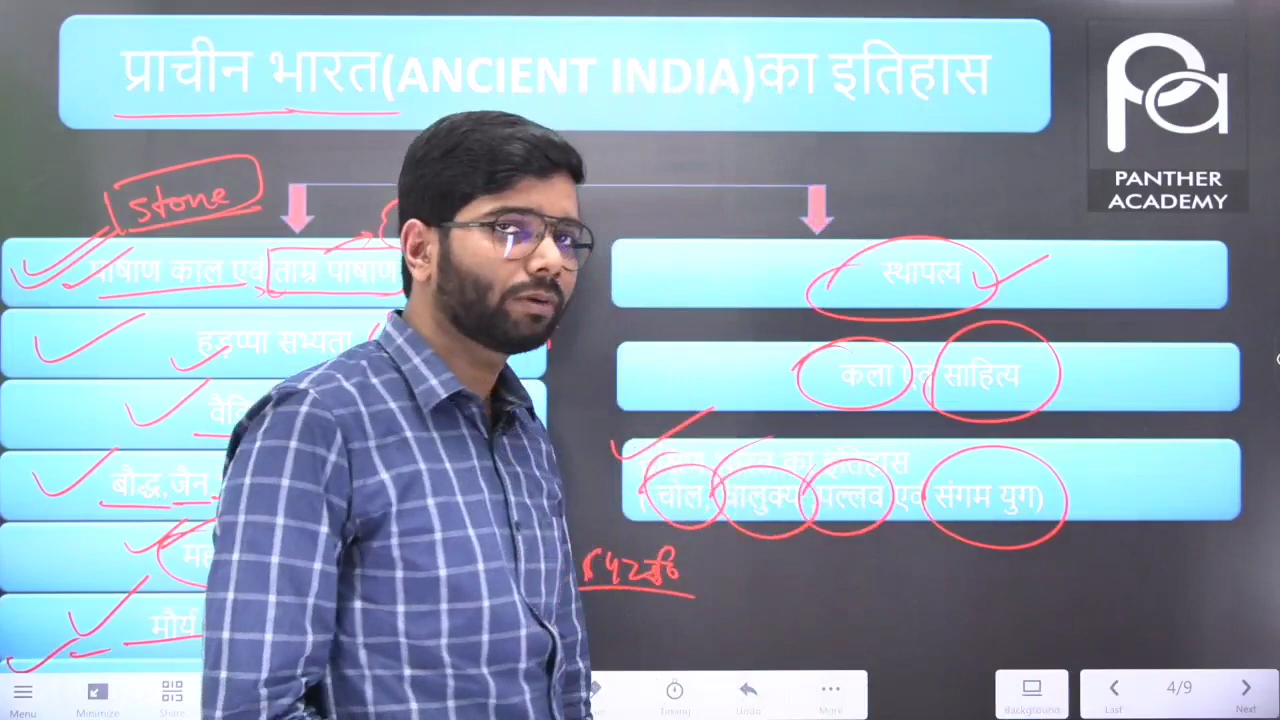 प्राचीन भारत(ANCIENT INDIA)का इतिहास
PANTHER
ACADEMY
stone
पाषाण काल एवं ताम्र पाषाण
हड़प्पा सभ्यता
बौद्ध,जैन
मौर्य
स्थापत्य
कला एवं साहित्य
भारत का इतिहास
(चोल, चालुक्य, पल्लव एवं संगम युग)
Menu
Minimize
Share
Timing
Undo
More
Background
Last
4/9
Next